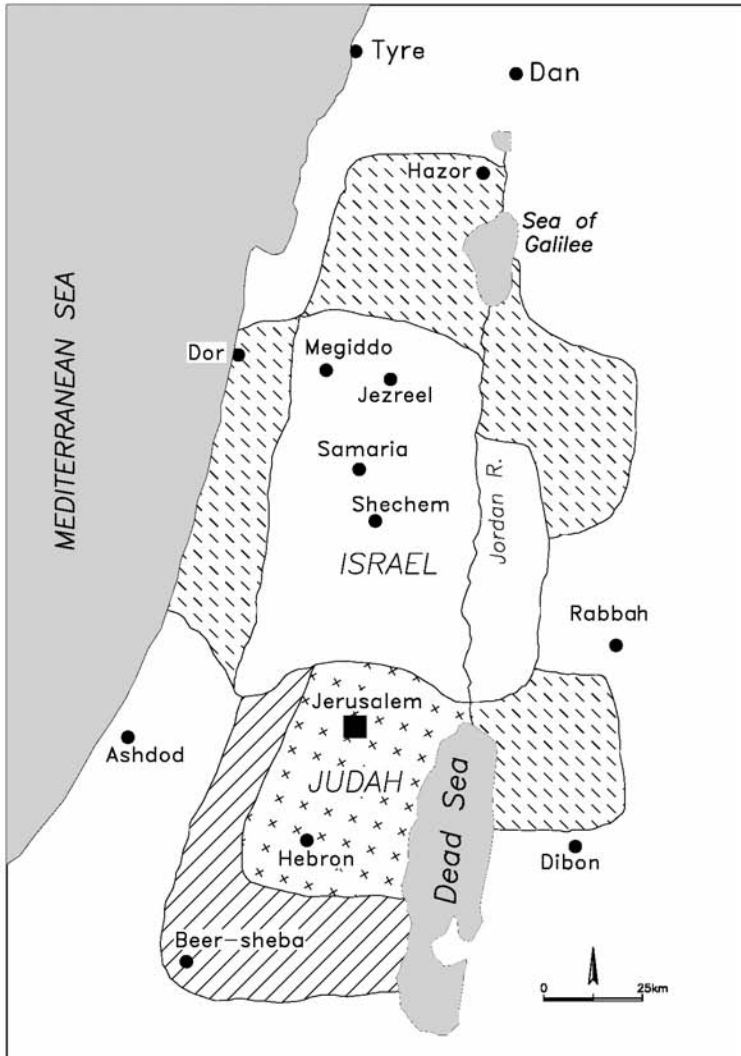 Tyre
Dan
Hazor
Sea of
Galilee
MEDITERRANEAN SEA
Dor
Megiddo
Jezreel
Samaria
Shechem
Jordan R.
ISRAEL
Rabbah
Jerusalem
Ashdod
JUDAH
Dead Sea
Hebron
Dibon
Beer-sheba
0 25km